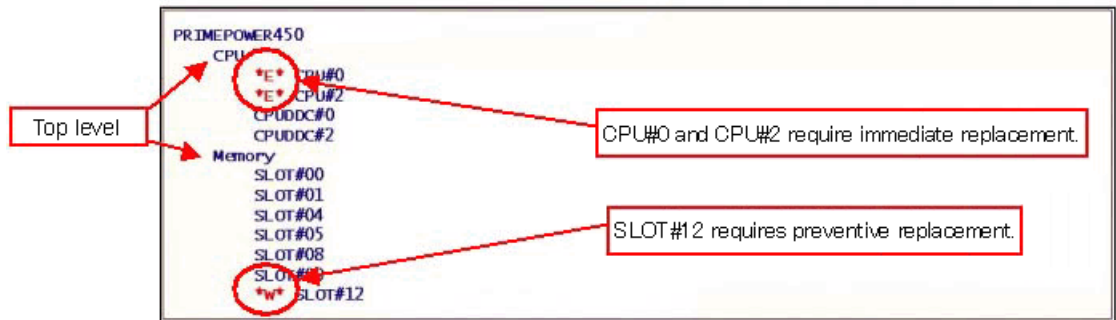 PRIMEPOWER450
CPU
*E* CPU#0
*E* CPU#2
CPUDDC#0
CPUDDC#2
Memory
SLOT#00
SLOT#01
SLOT#04
SLOT#05
SLOT#08
SLOT#09
*W* SLOT#12
Top level
CPU#0 and CPU#2 require immediate replacement.
SLOT#12 requires preventive replacement.